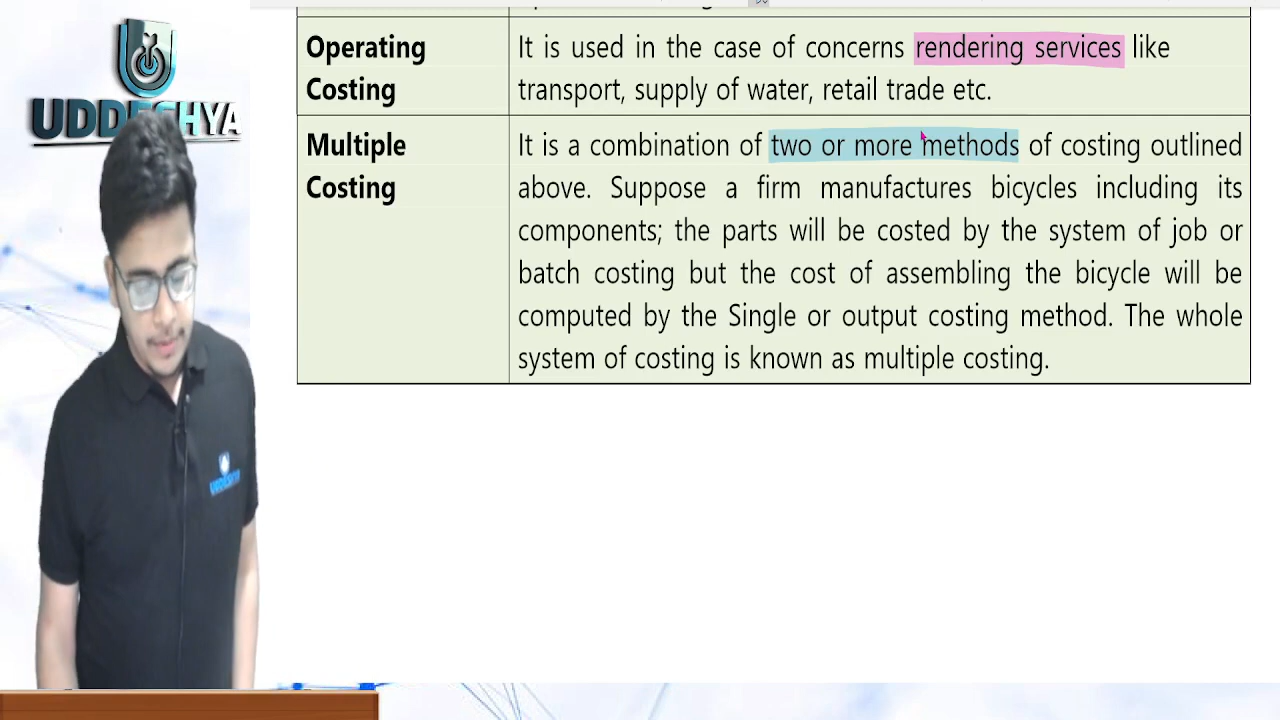 UDDESHYA
Operating
Costing
It is used in the case of concerns rendering services like
transport, supply of water, retail trade etc.
Multiple
Costing
It is a combination of two or more methods of costing outlined
above. Suppose a firm manufactures bicycles including its
components; the parts will be costed by the system of job or
batch costing but the cost of assembling the bicycle will be
computed by the Single or output costing method. The whole
system of costing is known as multiple costing.